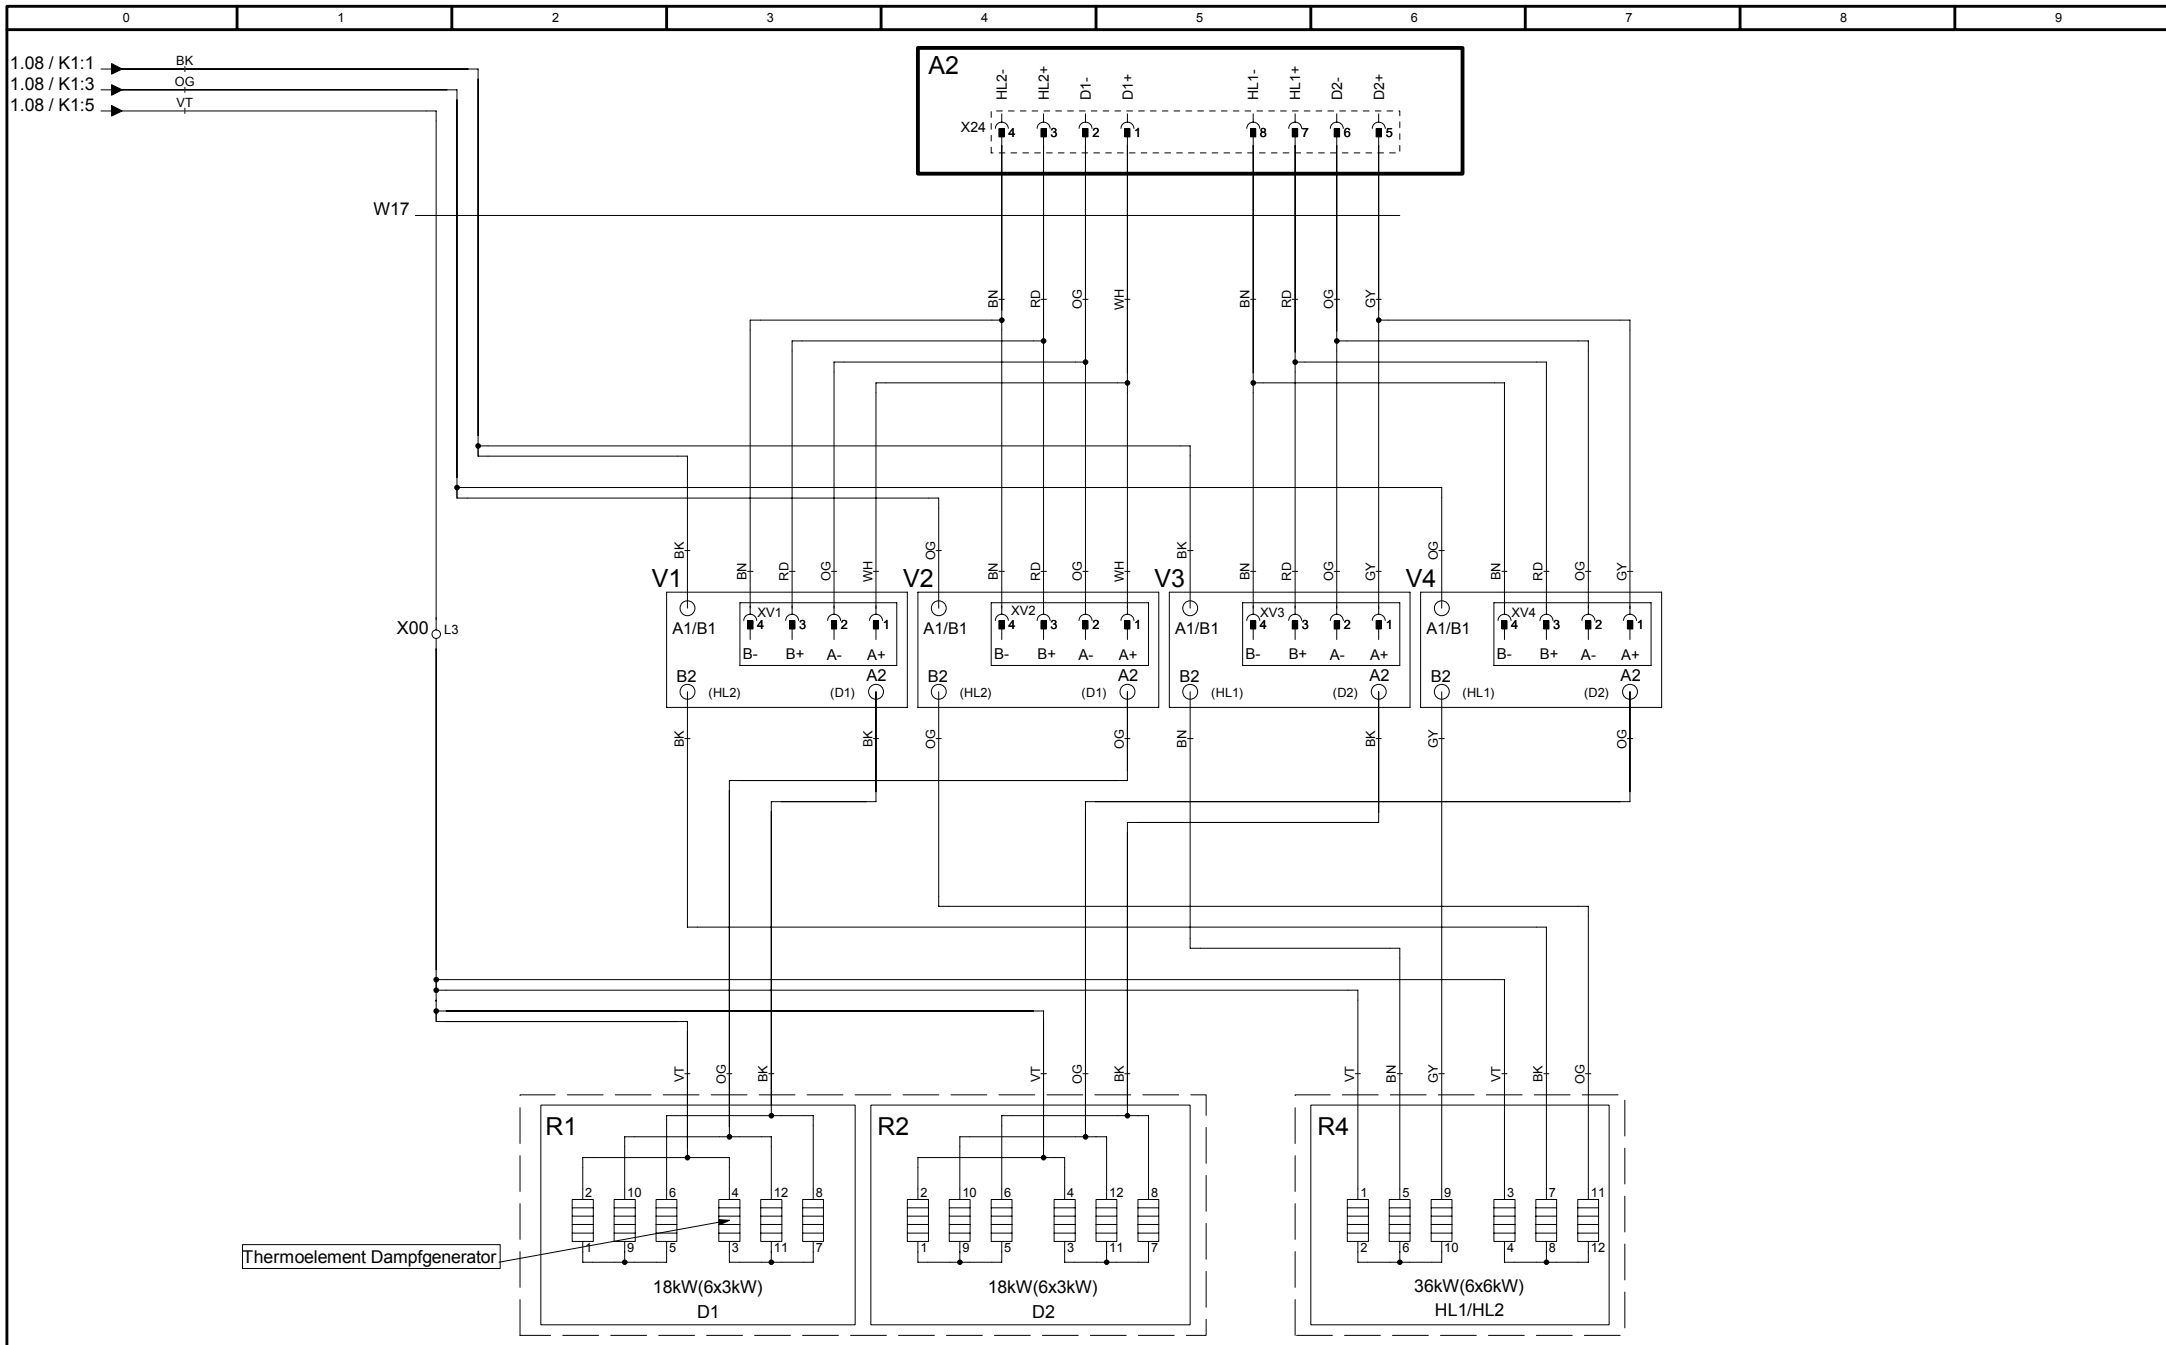 0 1 2 3 4 5 6 7 8 9
1.08 / K1:1 BK
1.08 / K1:3 OG
1.08 / K1:5 VT
A2
HL2- HL2+ D1- D1+ HL1- HL1+ D2- D2+
X24 4 3 2 1 8 7 6 5
W17
BN RD OG WH BN RD OG GY
BK BN RD OG WH OG BN RD OG WH BK BN RD OG GY OG BN RD OG GY
V1 V2 V3 V4
XV1 XV2 XV3 XV4
X00 L3
A1/B1 4 3 2 1 A1/B1 4 3 2 1 A1/B1 4 3 2 1 A1/B1 4 3 2 1
B- B+ A- A+ B- B+ A- A+ B- B+ A- A+ B- B+ A- A+
B2 A2 B2 A2 B2 A2 B2 A2
(HL2) (D1) (HL2) (D1) (HL1) (D2) (HL1) (D2)
BK BK OG OG BN BK GY OG
VT OG BK VT OG BK VT BN GY VT BK OG
R1 R2 R4
2 10 6 4 12 8 2 10 6 4 12 8 1 5 9 3 7 11
1 9 5 3 11 7 1 9 5 3 11 7 2 6 10 4 8 12
Thermoelement Dampfgenerator
18kW(6x3kW) 18kW(6x3kW) 36kW(6x6kW)
D1 D2 HL1/HL2